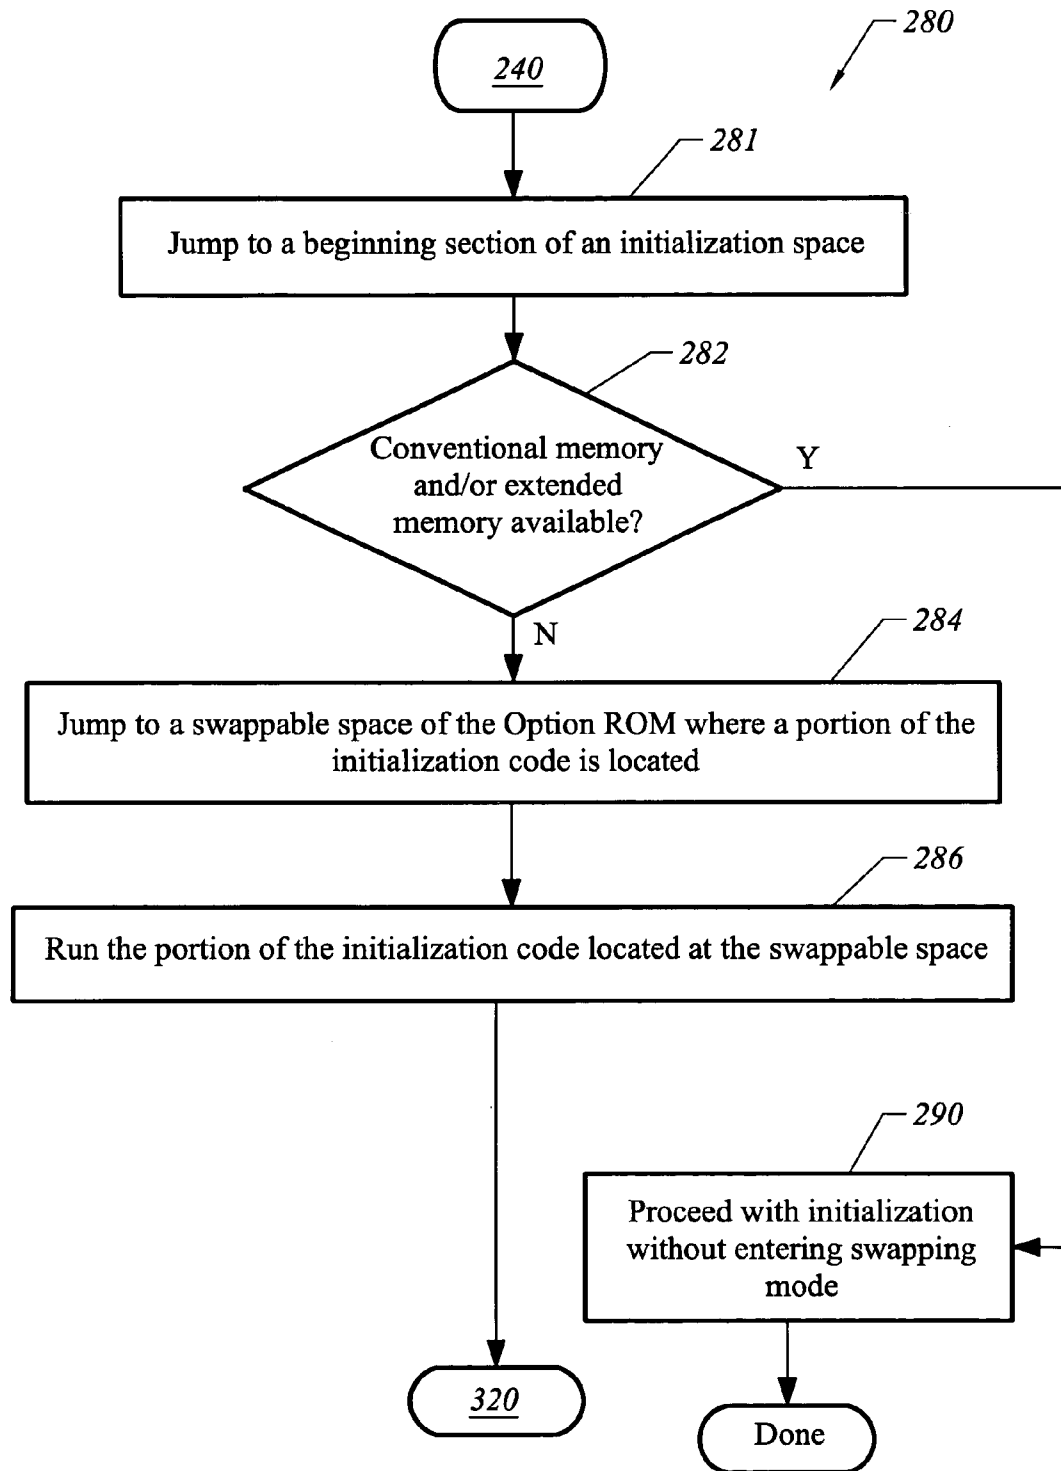 280
240
281
Jump to a beginning section of an initialization space
282
Conventional memory
and/or extended
memory available?
Y
N
284
Jump to a swappable space of the Option ROM where a portion of the
initialization code is located
286
Run the portion of the initialization code located at the swappable space
290
Proceed with initialization
without entering swapping
mode
320
Done